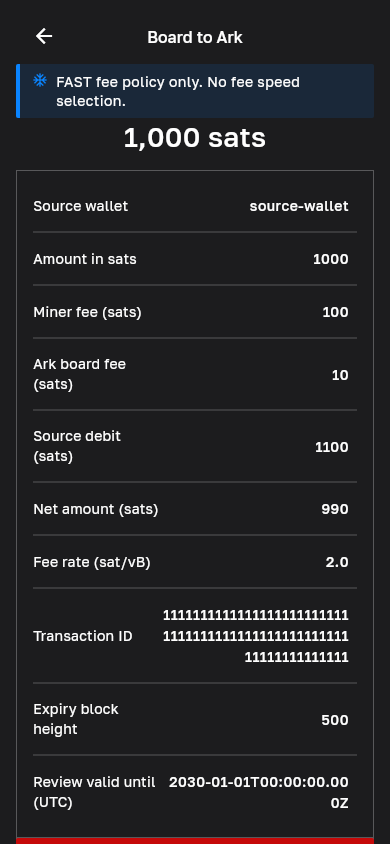 Board to Ark
FAST fee policy only. No fee speed
selection.
1,000 sats
Source wallet source-wallet
Amount in sats 1000
Miner fee (sats) 100
Ark board fee
(sats) 10
Source debit
(sats) 1100
Net amount (sats) 990
Fee rate (sat/vB) 2.0
Transaction ID 1111111111111111111111111
1111111111111111111111111
11111111111111
Expiry block
height 500
Review valid until 2030-01-01T00:00:00.00
(UTC) 0Z